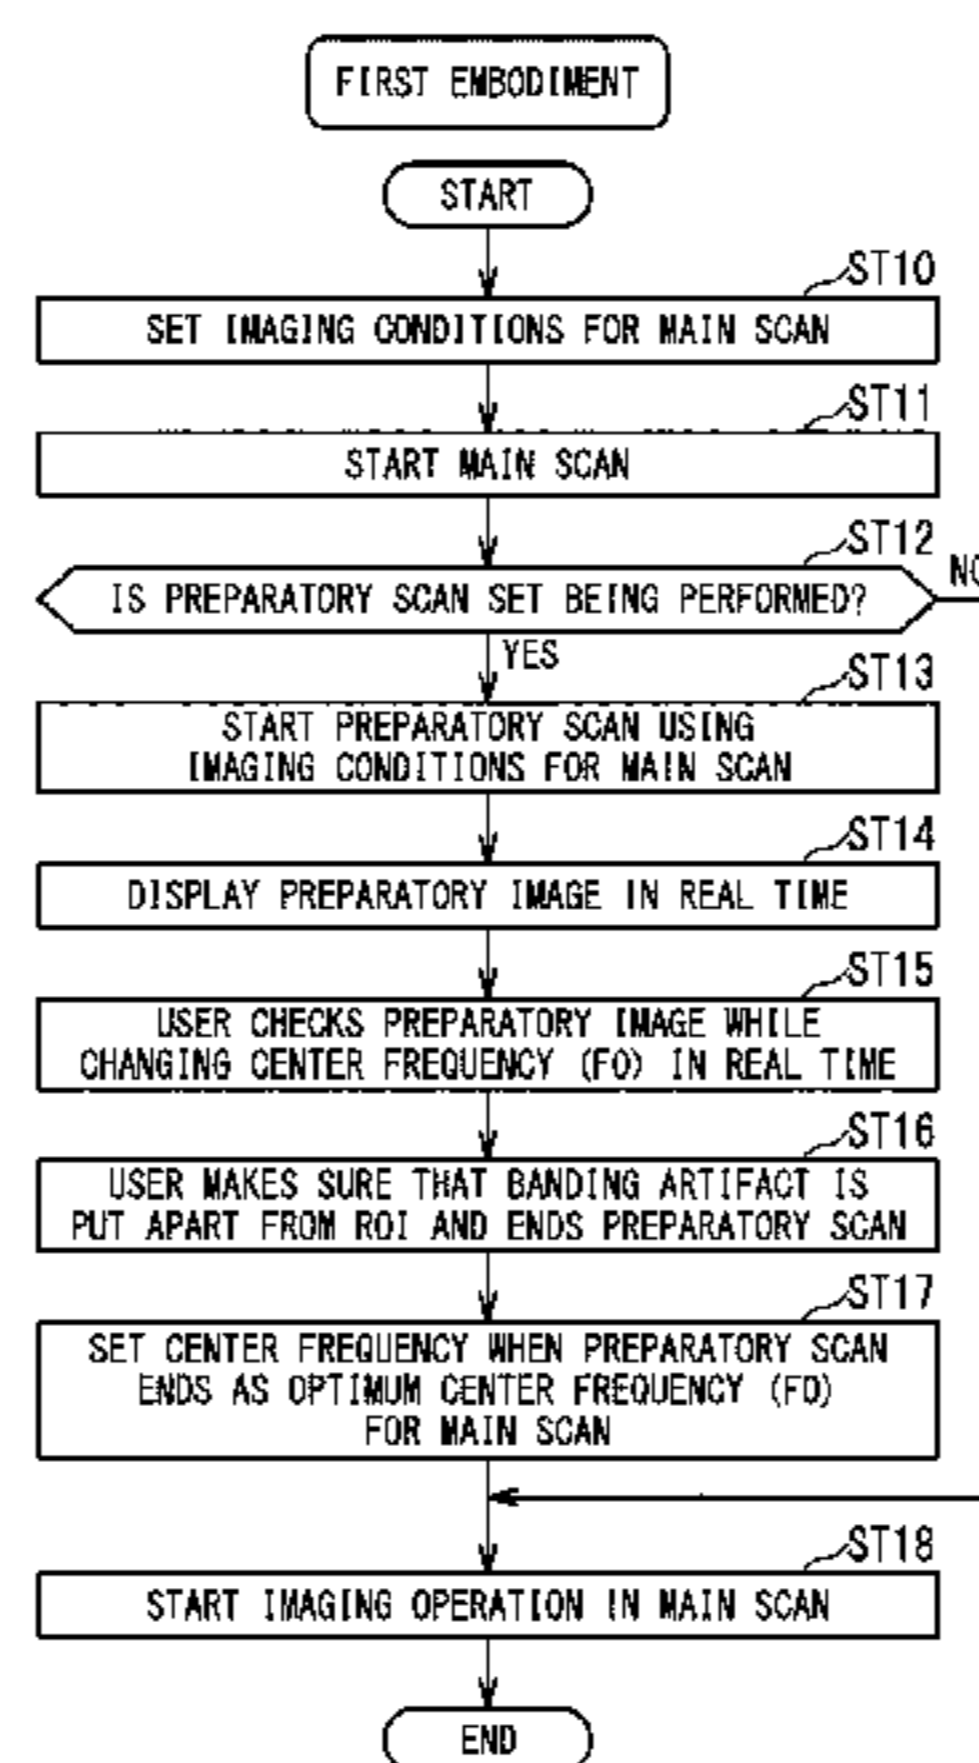 FIRST EMBODIMENT
START
ST10
SET IMAGING CONDITIONS FOR MAIN SCAN
ST11
START MAIN SCAN
ST12
IS PREPARATORY SCAN SET BEING PERFORMED?
NO
YES
ST13
START PREPARATORY SCAN USING
IMAGING CONDITIONS FOR MAIN SCAN
ST14
DISPLAY PREPARATORY IMAGE IN REAL TIME
ST15
USER CHECKS PREPARATORY IMAGE WHILE
CHANGING CENTER FREQUENCY (F0) IN REAL TIME
ST16
USER MAKES SURE THAT BANDING ARTIFACT IS
PUT APART FROM ROI AND ENDS PREPARATORY SCAN
ST17
SET CENTER FREQUENCY WHEN PREPARATORY SCAN
ENDS AS OPTIMUM CENTER FREQUENCY (F0)
FOR MAIN SCAN
ST18
START IMAGING OPERATION IN MAIN SCAN
END